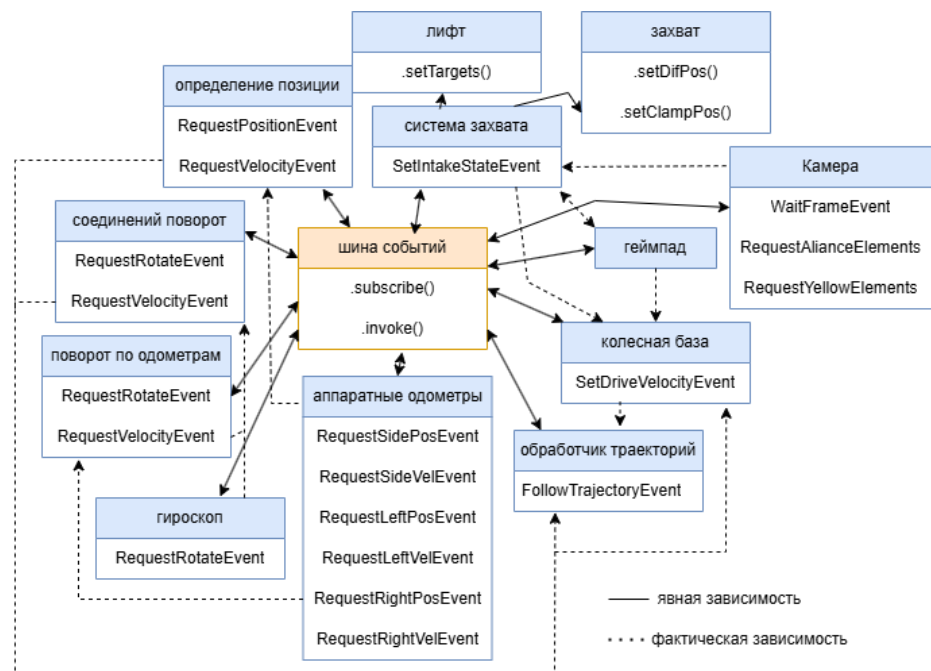 лифт
.setTargets()
захват
.setDifPos()
.setClampPos()
определение позиции
RequestPositionEvent
RequestVelocityEvent
система захвата
SetIntakeStateEvent
Камера
WaitFrameEvent
RequestAlianceElements
RequestYellowElements
соединений поворот
RequestRotateEvent
RequestVelocityEvent
шина событий
.subscribe()
.invoke()
геймпад
поворот по одометрам
RequestRotateEvent
RequestVelocityEvent
колесная база
SetDriveVelocityEvent
аппаратные одометры
RequestSidePosEvent
RequestSideVelEvent
RequestLeftPosEvent
RequestLeftVelEvent
RequestRightPosEvent
RequestRightVelEvent
обработчик траекторий
FollowTrajectoryEvent
гироскоп
RequestRotateEvent
явная зависимость
фактическая зависимость